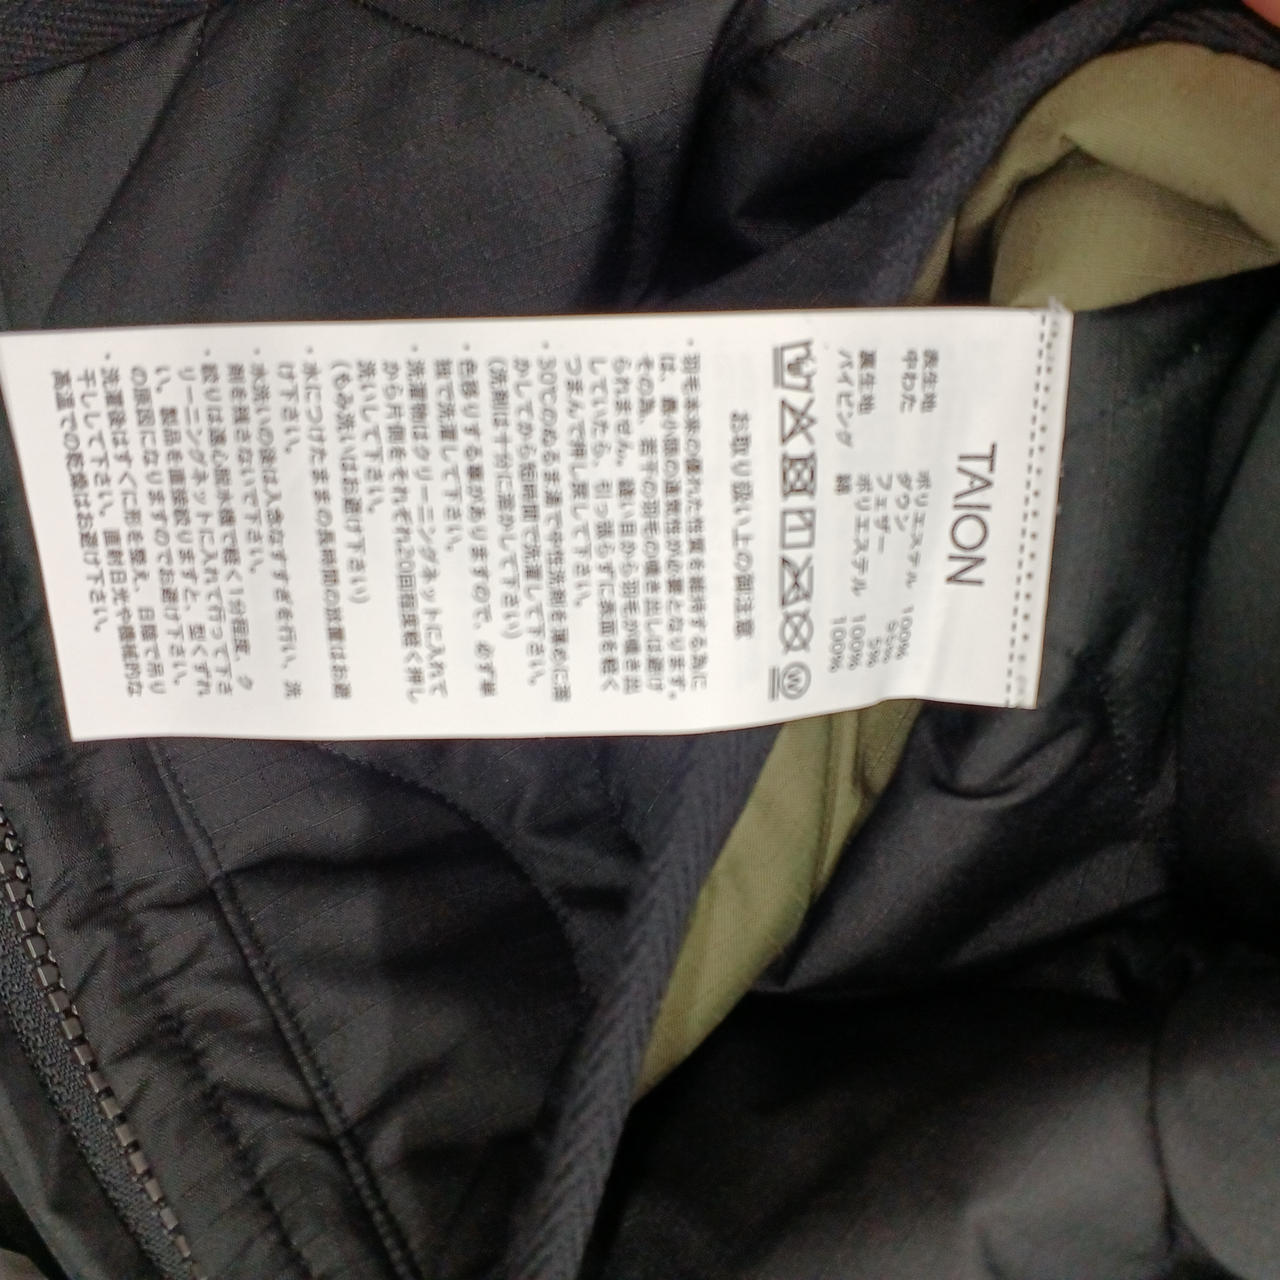 TAION
表生地 ポリエステル 100%
中わた ダウン 95%
フェザー 5%
裏生地 ポリエステル 100%
パイピング 綿 100%
W
お取り扱い上の御注意
・羽毛本来の優れた性質を維持する為に
は、最小限の通気性が必要となります。
その為、若干の羽毛の噴き出しは避け
られません。縫い目から羽毛が噴き出
していたら、引っ張らずに表面を軽く
つまんで押し戻して下さい。
・30℃のぬるま湯で中性洗剤を薄めに溶
かしてから短時間で洗濯して下さい。
(洗剤は十分に溶かして下さい)
・色移りする事がありますので、必ず単
独で洗濯して下さい。
・洗濯物はクリーニングネットに入れて
から片側をそれぞれ20回程度軽く押し
洗いして下さい。
(もみ洗いはお避け下さい)
・水につけたままの長時間の放置はお避
け下さい。
・水洗いの後は入念なすすぎを行い、洗
剤を残さないで下さい。
・絞りは遠心脱水機で軽く1分程度、ク
リーニングネットに入れて行って下さ
い。製品を直接絞りますと、型くずれ
の原因になりますのでお避け下さい。
・洗濯後はすぐに形を整え、日陰で吊り
干しして下さい。直射日光や機械的な
高温での乾燥はお避け下さい。